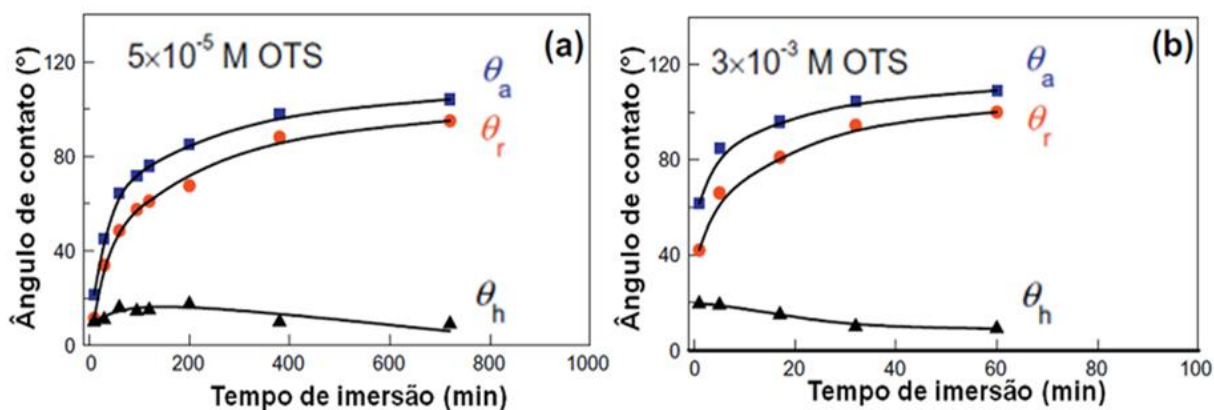 5×10⁻⁵ M OTS
(a)
Ângulo de contato (°)
120
80
40
0
θa
θr
θh
0 200 400 600 800 1000
Tempo de imersão (min)
3×10⁻³ M OTS
(b)
Ângulo de contato (°)
120
80
40
0
θa
θr
θh
0 20 40 60 80 100
Tempo de imersão (min)